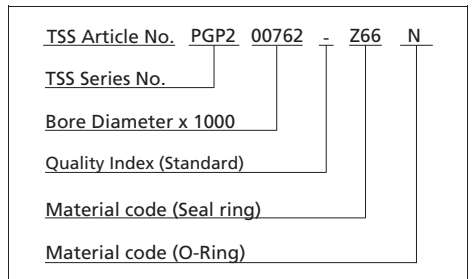 TSS Article No. PGP2 00762 - Z66 N
TSS Series No.
Bore Diameter x 1000
Quality Index (Standard)
Material code (Seal ring)
Material code (O-Ring)